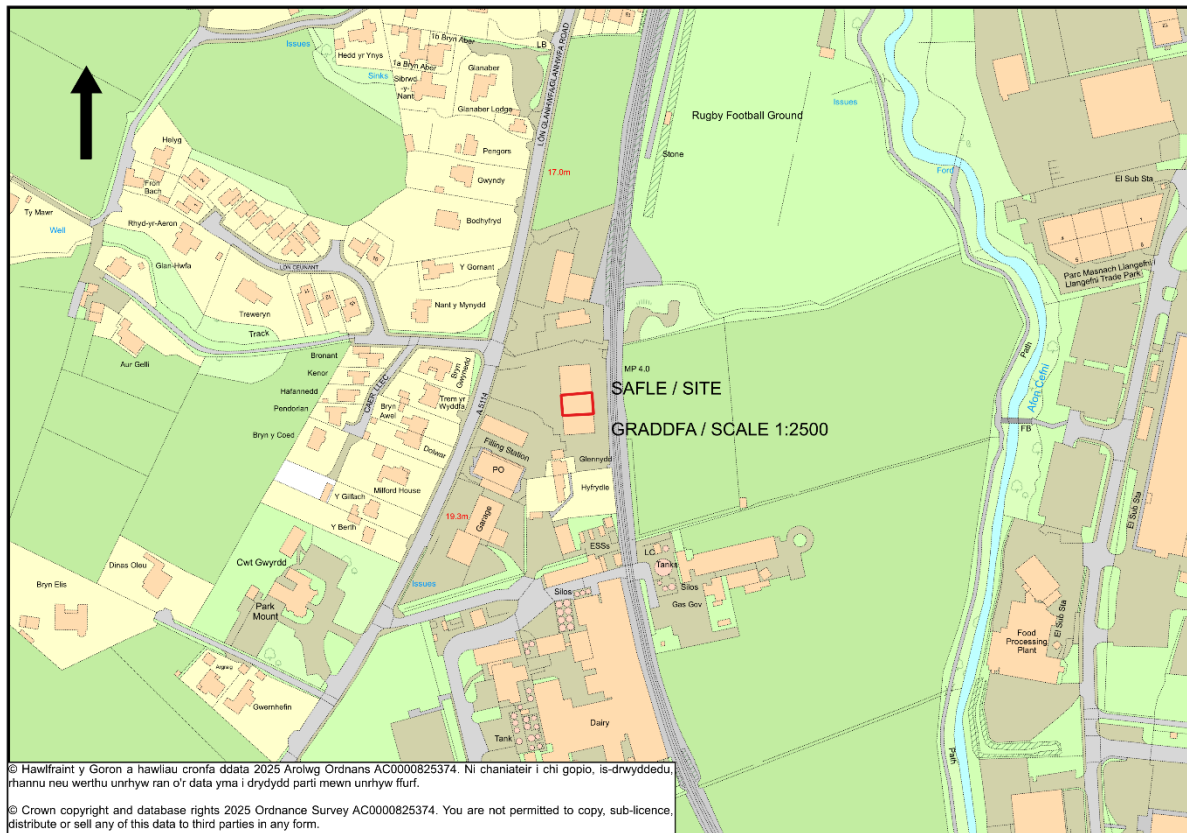 Issues
Hedd yr Ynys
1b Bryn Aber
LB
1a Bryn Aber
Sinks
Sibrwd
-y-
Nant
Glanaber
Glanaber Lodge
LÔN GLANHWFA/GLANHWFA ROAD
Pengors
17.0m
Gwyndy
Bodhyfryd
Y Gornant
Nant y Mynydd
Helyg
Fron
Bach
Ty Mawr
Well
Rhyd-yr-Aeron
Glan-Hwfa
LÔN CEUNANT
Treweryn
Track
Aur Gelli
Bronant
Kenor
Hafannedd
Pendorlan
Bryn y Coed
CAER LLEC
Bryn
Awel
Bryn
Gwynedd
Trem yr
Wyddfa
Dolwar
A 5114
Rugby Football Ground
Stone
Issues
Ford
El Sub Sta
Parc Masnach Llangefni /
Llangefni Trade Park
Path
Afon Cefni
FB
El Sub Sta
MP 4.0
SAFLE / SITE
GRADDFA / SCALE 1:2500
Filling Station
PO
Garage
19.3m
Glennydd
Hyfrydle
Milford House
Y Gilfach
Y Berth
Cwt Gwyrdd
Park
Mount
Issues
Bryn Elis
Dinas Oleu
Argraig
Gwernhefin
ESSs
Silos
LC
Tanks
Silos
Gas Gov
Tank
Dairy
Food
Processing
Plant
El Sub Sta
Path
© Hawlfraint y Goron a hawliau cronfa ddata 2025 Arolwg Ordnans AC0000825374. Ni chaniateir i chi gopio, is-drwyddedu,
rhannu neu werthu unrhyw ran o'r data yma i drydydd parti mewn unrhyw ffurf.
© Crown copyright and database rights 2025 Ordnance Survey AC0000825374. You are not permitted to copy, sub-licence,
distribute or sell any of this data to third parties in any form.